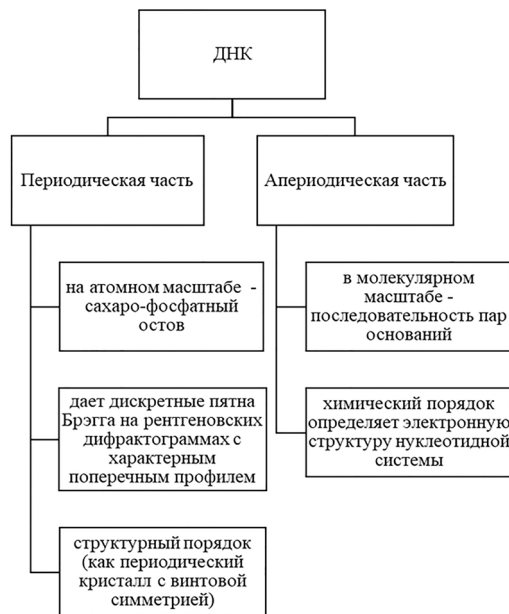 ДНК
Периодическая часть
на атомном масштабе -
сахаро-фосфатный
остов
дает дискретные пятна
Брэгга на рентгеновских
дифрактограммах с
характерным
поперечным профилем
структурный порядок
(как периодический
кристалл с винтовой
симметрией)
Апериодическая часть
в молекулярном
масштабе -
последовательность пар
оснований
химический порядок
определяет электронную
структуру нуклеотидной
системы